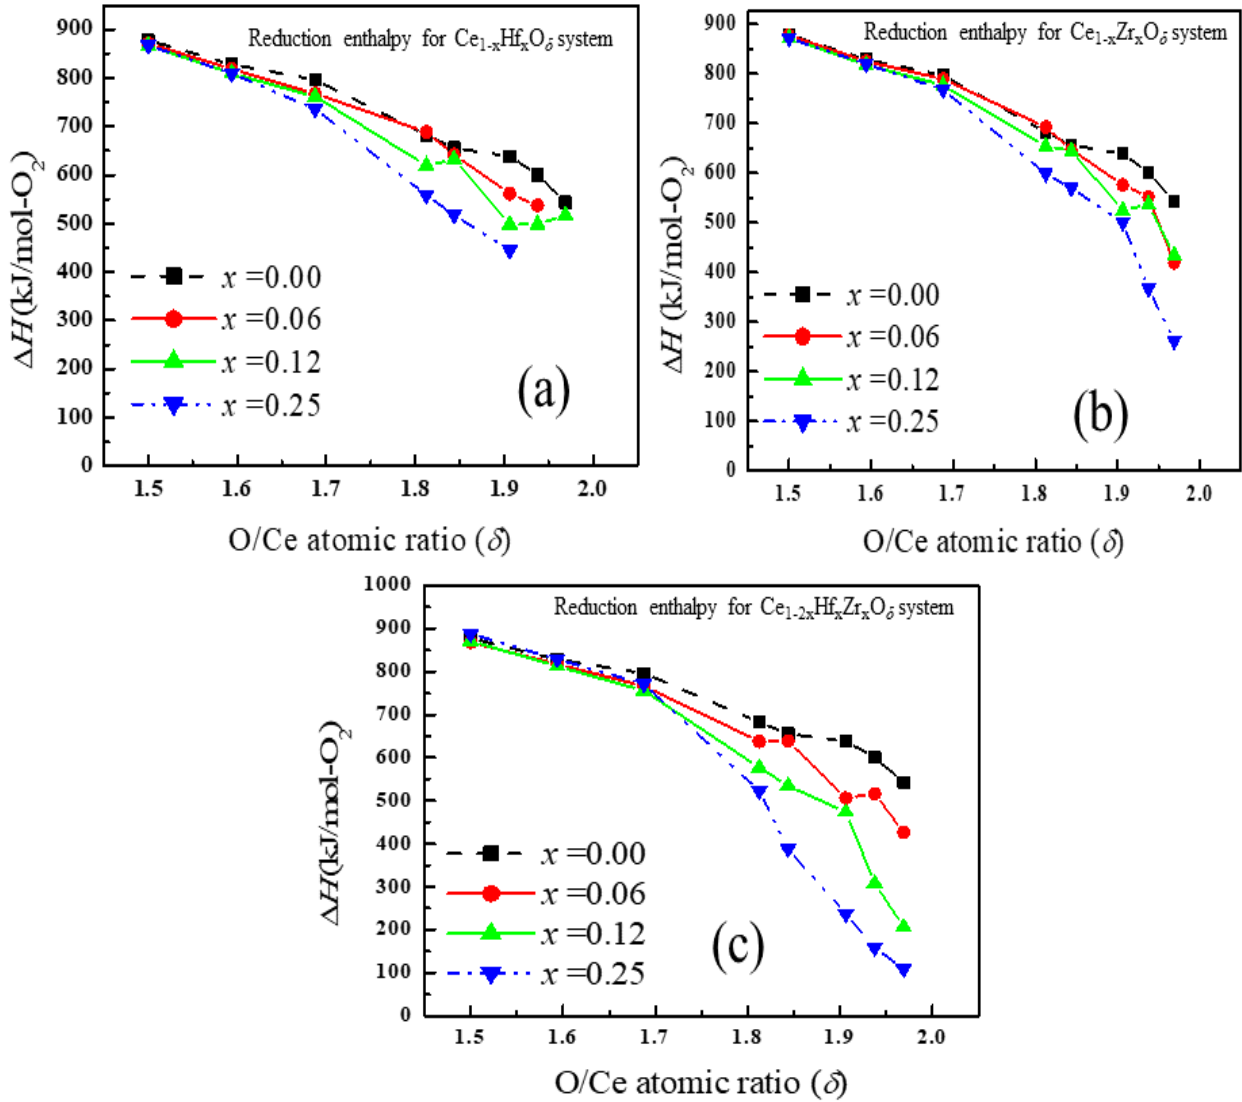 Reduction enthalpy for Ce1-xHfxOδ system
900
800
700
600
500
400
300
200
100
0
ΔH(kJ/mol-O2)
x =0.00
x =0.06
x =0.12
x =0.25
(a)
1.5 1.6 1.7 1.8 1.9 2.0
O/Ce atomic ratio (δ)
Reduction enthalpy for Ce1-xZrxOδ system
900
800
700
600
500
400
300
200
100
0
ΔH (kJ/mol-O2)
x =0.00
x =0.06
x =0.12
x =0.25
(b)
1.5 1.6 1.7 1.8 1.9 2.0
O/Ce atomic ratio (δ)
Reduction enthalpy for Ce1-2xHfxZrxOδ system
1000
900
800
700
600
500
400
300
200
100
0
ΔH(kJ/mol-O2)
x =0.00
x =0.06
x =0.12
x =0.25
(c)
1.5 1.6 1.7 1.8 1.9 2.0
O/Ce atomic ratio (δ)